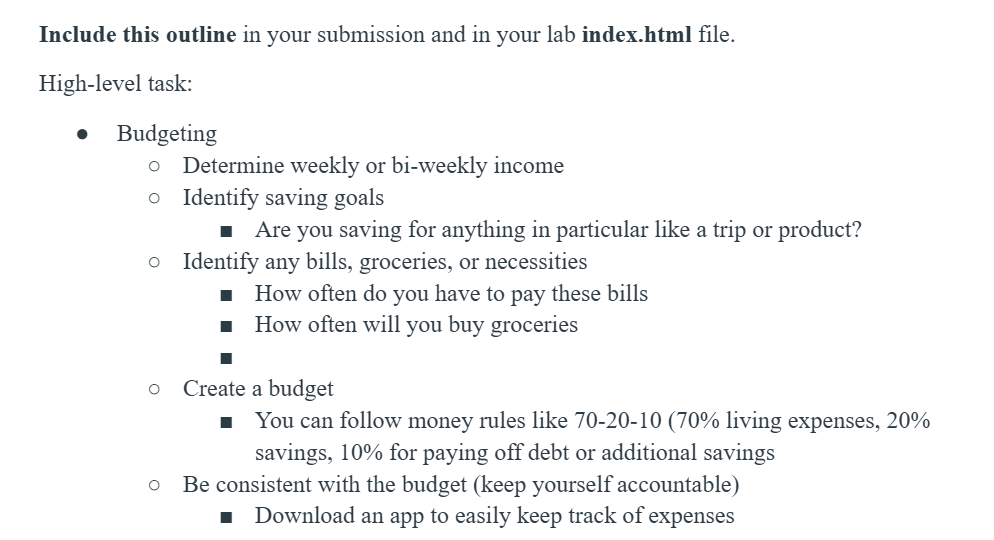 Include this outline in your submission and in your lab index.html file.
High-level task:
● Budgeting
○ Determine weekly or bi-weekly income
○ Identify saving goals
■ Are you saving for anything in particular like a trip or product?
○ Identify any bills, groceries, or necessities
■ How often do you have to pay these bills
■ How often will you buy groceries
■
○ Create a budget
■ You can follow money rules like 70-20-10 (70% living expenses, 20%
savings, 10% for paying off debt or additional savings
○ Be consistent with the budget (keep yourself accountable)
■ Download an app to easily keep track of expenses